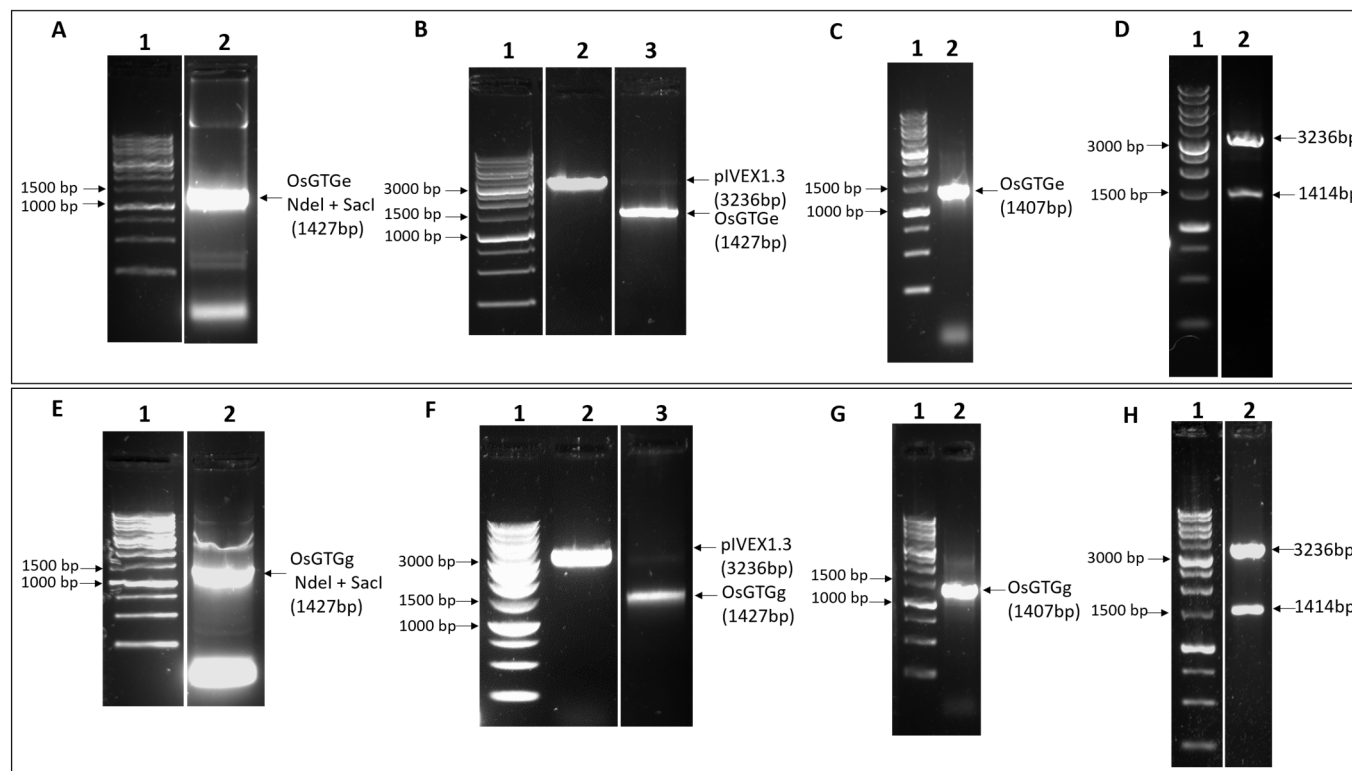 A
1 2
1500 bp
1000 bp
OsGTGe
NdeI + SacI
(1427bp)
B
1 2 3
3000 bp
1500 bp
1000 bp
pIVEX1.3
(3236bp)
OsGTGe
(1427bp)
C
1 2
1500 bp
1000 bp
OsGTGe
(1407bp)
D
1 2
3000 bp
1500 bp
3236bp
1414bp
E
1 2
1500 bp
1000 bp
OsGTGg
NdeI + SacI
(1427bp)
F
1 2 3
3000 bp
1500 bp
1000 bp
pIVEX1.3
(3236bp)
OsGTGg
(1427bp)
G
1 2
1500 bp
1000 bp
OsGTGg
(1407bp)
H
1 2
3000 bp
1500 bp
3236bp
1414bp